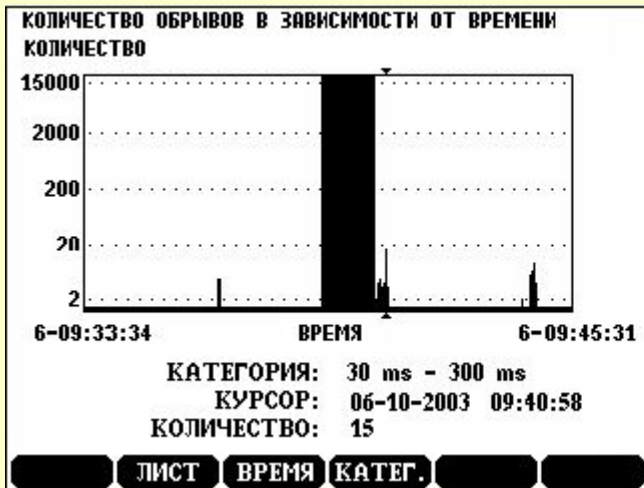 КОЛИЧЕСТВО ОБРЫВОВ В ЗАВИСИМОСТИ ОТ ВРЕМЕНИ
КОЛИЧЕСТВО
15000
2000
200
20
2
6-09:33:34 ВРЕМЯ 6-09:45:31
КАТЕГОРИЯ: 30 ms - 300 ms
КУРСОР: 06-10-2003 09:40:58
КОЛИЧЕСТВО: 15
ЛИСТ ВРЕМЯ КАТЕГ.